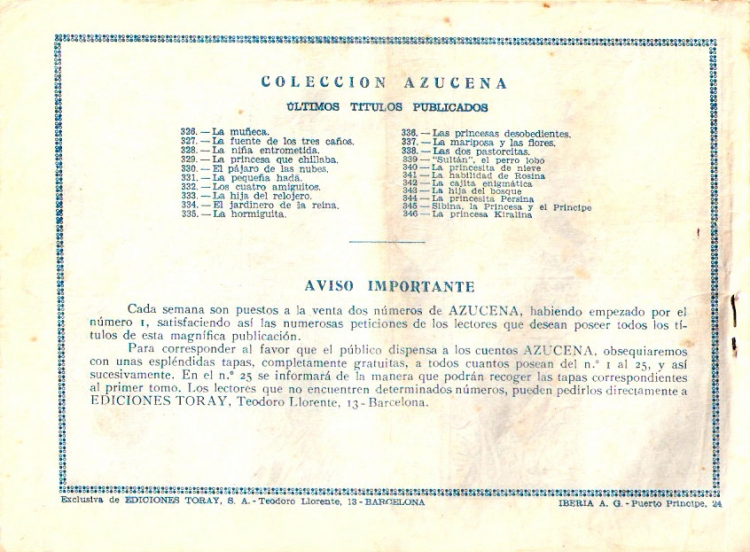 COLECCION AZUCENA
ÚLTIMOS TITULOS PUBLICADOS
326.—La muñeca.
327.—La fuente de los tres caños.
328.—La niña entrometida.
329.—La princesa que chillaba.
330.—El pájaro de las nubes.
331.—La pequeña hada.
332.—Los cuatro amiguitos.
333.—La hija del relojero.
334.—El jardinero de la reina.
335.—La hormiguita.
336.—Las princesas desobedientes.
337.—La mariposa y las flores.
338.—Las dos pastorcitas.
339—"Sultán", el perro lobo
340—La princesita de nieve
341—La habilidad de Rosina
342—La cajita enigmática
343—La hija del bosque
344—La princesita Persina
345—Sibina, la Princesa y el Príncipe
346—La princesa Kiralina
AVISO IMPORTANTE
Cada semana son puestos a la venta dos números de AZUCENA, habiendo empezado por el
número 1, satisfaciendo así las numerosas peticiones de los lectores que desean poseer todos los tí-
tulos de esta magnífica publicación.
Para corresponder al favor que el público dispensa a los cuentos AZUCENA, obsequiaremos
con unas espléndidas tapas, completamente gratuitas, a todos cuantos posean del n.º 1 al 25, y así
sucesivamente. En el n.º 25 se informará de la manera que podrán recoger las tapas correspondientes
al primer tomo. Los lectores que no encuentren determinados números, pueden pedirlos directamente a
EDICIONES TORAY, Teodoro Llorente, 13-Barcelona.
Exclusiva de EDICIONES TORAY, S. A. - Teodoro Llorente, 13-BARCELONA
IBERIA A. G. - Puerto Príncipe, 24